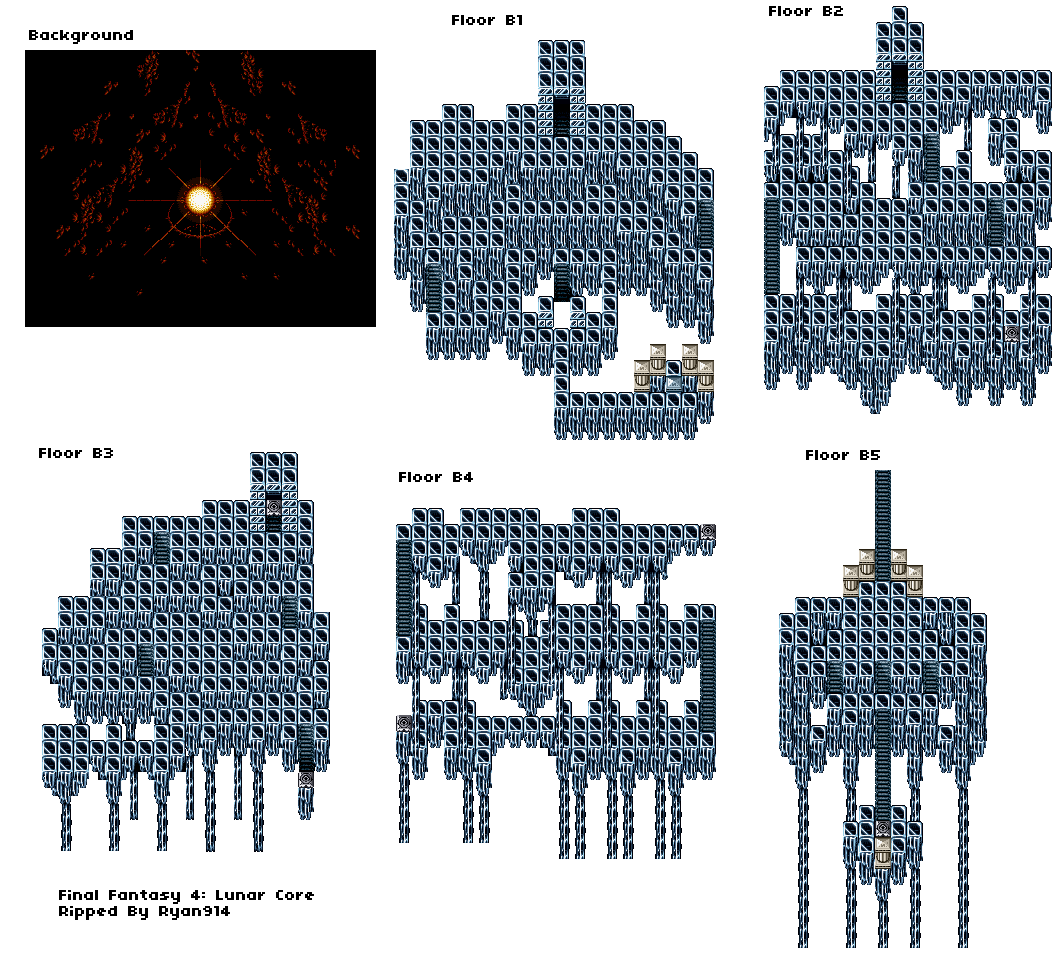 Background
Floor B1
Floor B2
Floor B3
Floor B4
Floor B5
Final Fantasy 4: Lunar Core
Ripped By Ryan914